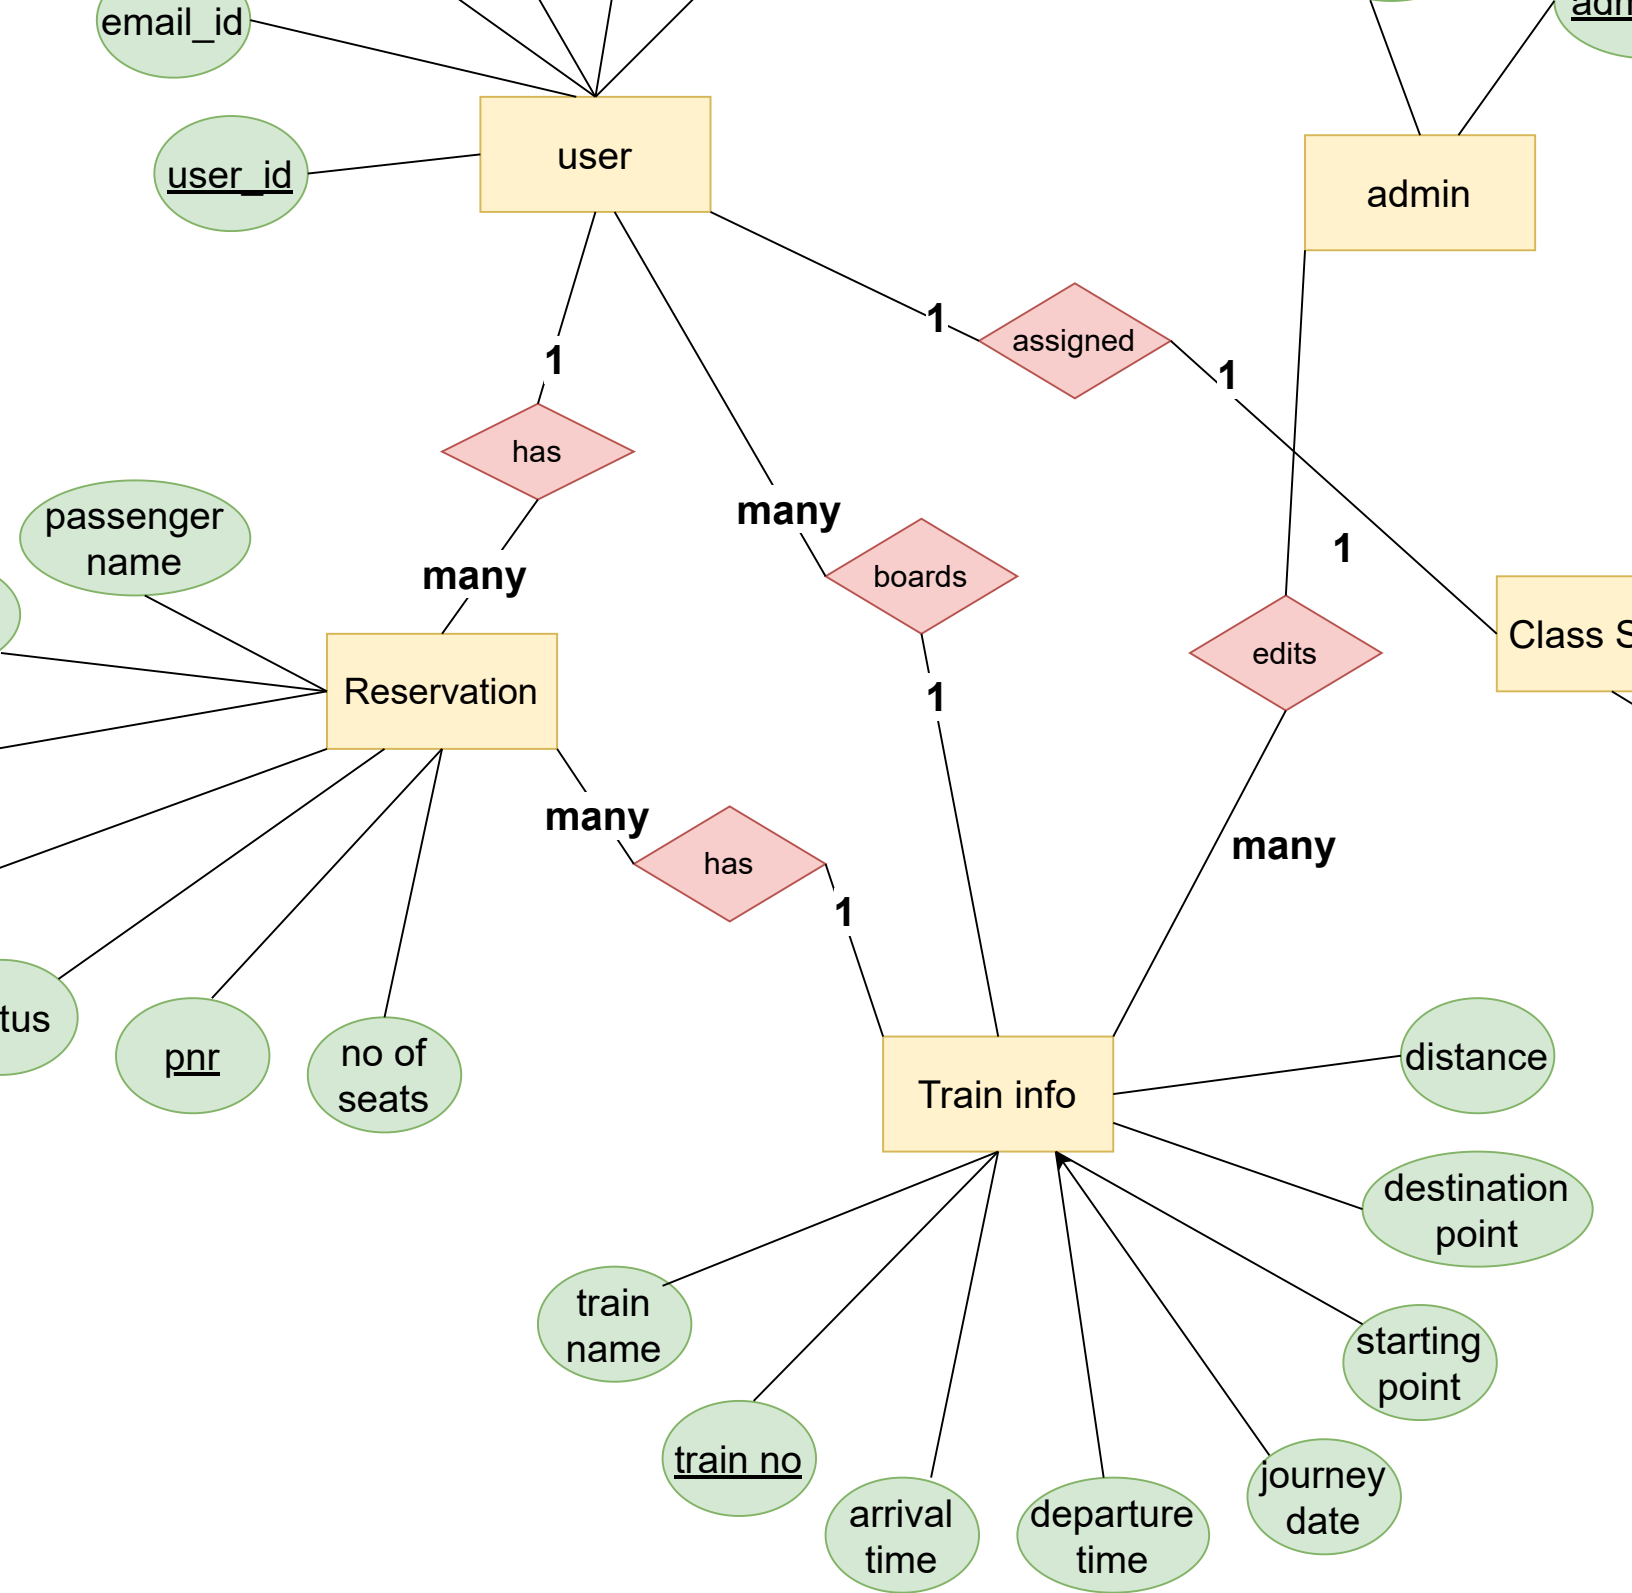 email_id
adm
user
user_id
admin
1
assigned
1
1
has
many
passenger
name
1
boards
many
Class S
edits
Reservation
1
many
many
has
1
tus
pnr
no of
seats
Train info
distance
destination
point
train
name
starting
point
train no
journey
date
arrival
time
departure
time